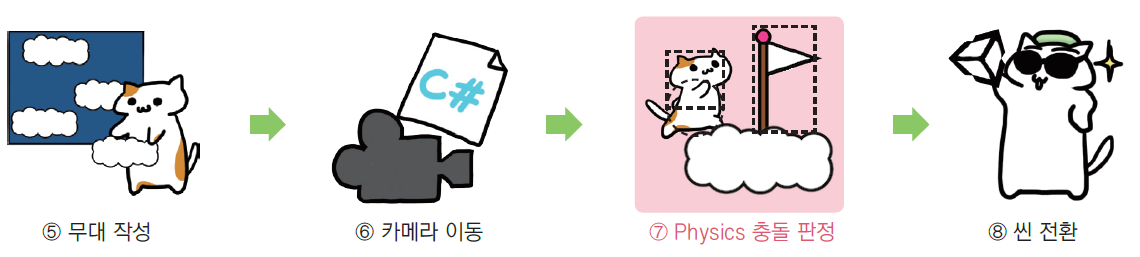 C#
⑤ 무대 작성
⑥ 카메라 이동
⑦ Physics 충돌 판정
⑧ 씬 전환